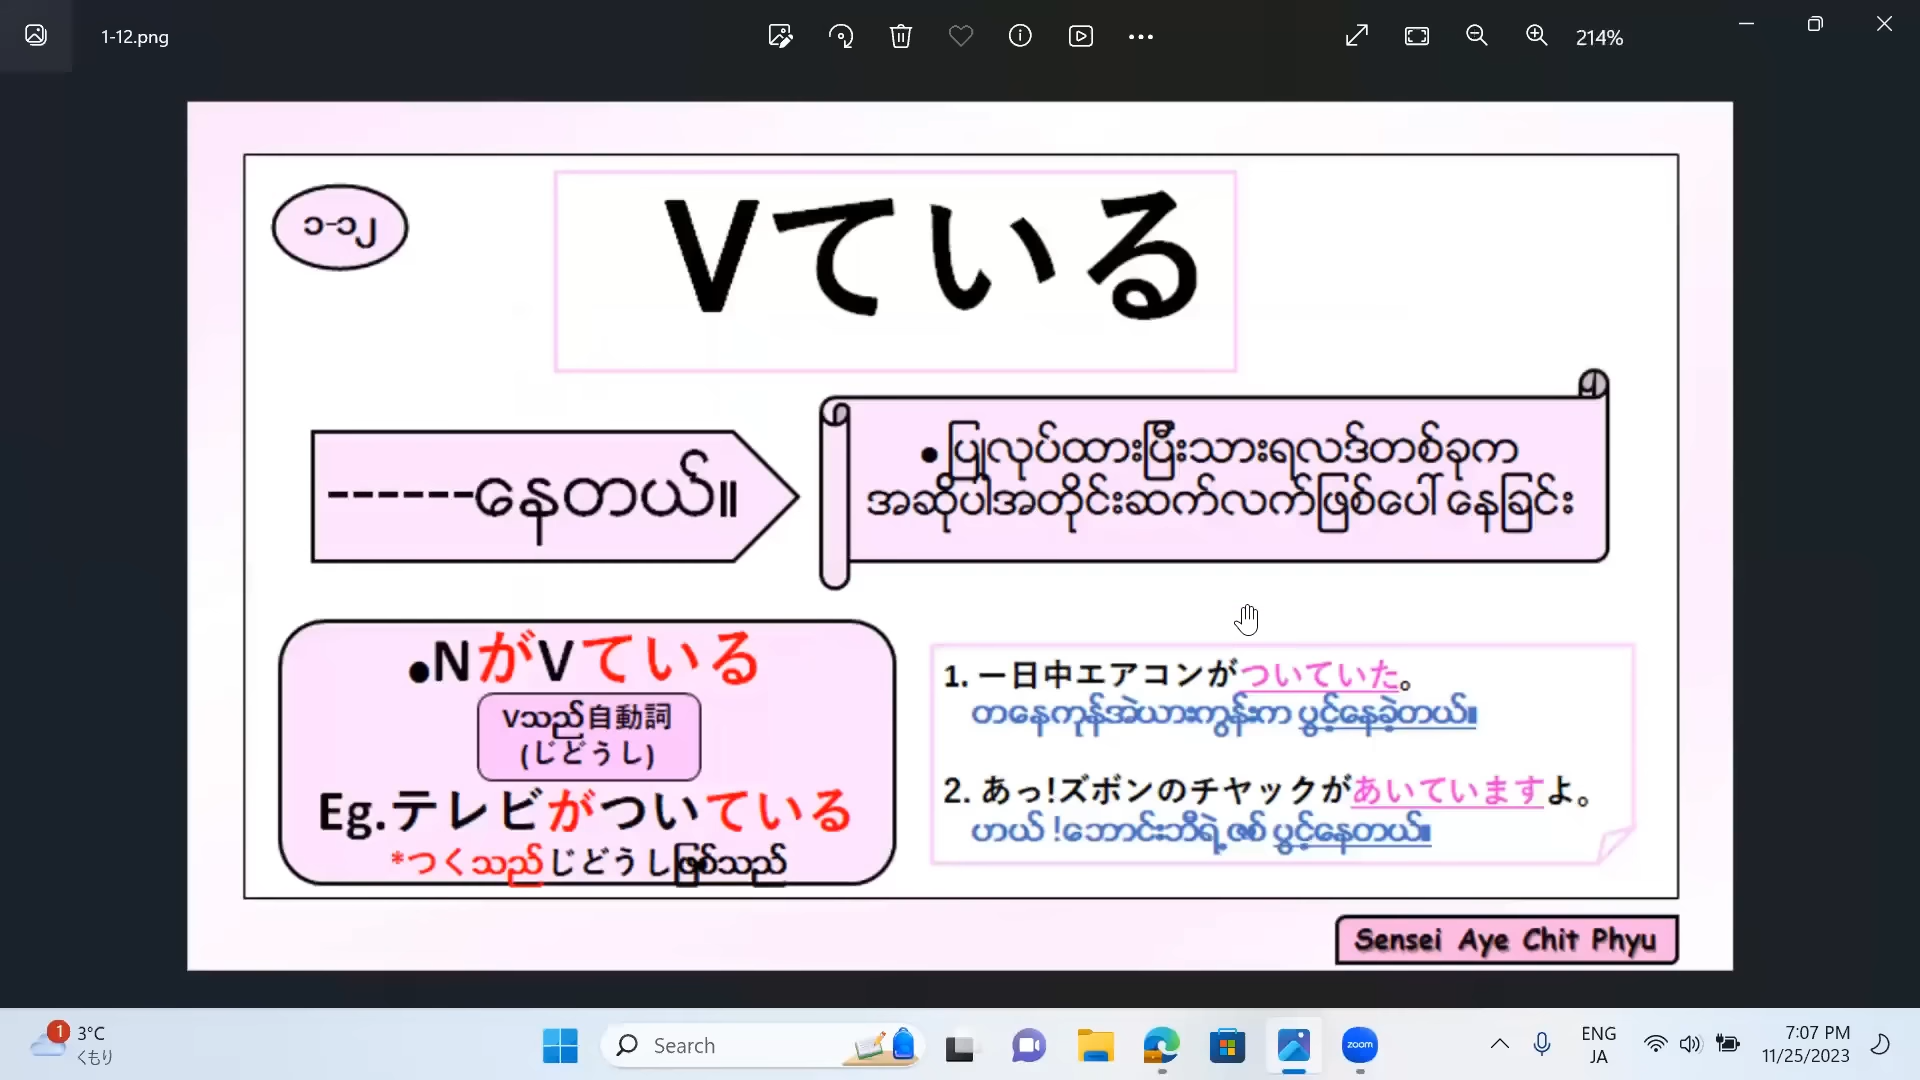 1-12.png
214%
၁-၁၂
Vている
------နေတယ်။
•ပြုလုပ်ထားပြီးသားရလဒ်တစ်ခုက
အဆိုပါအတိုင်းဆက်လက်ဖြစ်ပေါ်နေခြင်း
•NがVている
Vသည်自動詞
(じどうし)
Eg.テレビがついている
*つくသည်じどうしဖြစ်သည်
1. 一日中エアコンがついていた。
တနေကုန်အဲယားကွန်းက ပွင့်နေခဲ့တယ်။
2. あっ!ズボンのチヤックがあいていますよ。
ဟယ် !ဘောင်းဘီရဲ့ဇစ် ပွင့်နေတယ်။
Sensei Aye Chit Phyu
1
3°C
くもり
Search
zoom
ENG
JA
7:07 PM
11/25/2023